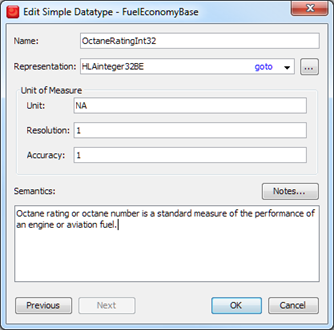 Edit Simple Datatype - FuelEconomyBase
Name: OctaneRatingInt32
Representation: HLAinteger32BE goto ...
Unit of Measure
Unit: NA
Resolution: 1
Accuracy: 1
Semantics: Notes...
Octane rating or octane number is a standard measure of the performance of
an engine or aviation fuel.
Previous Next OK Cancel